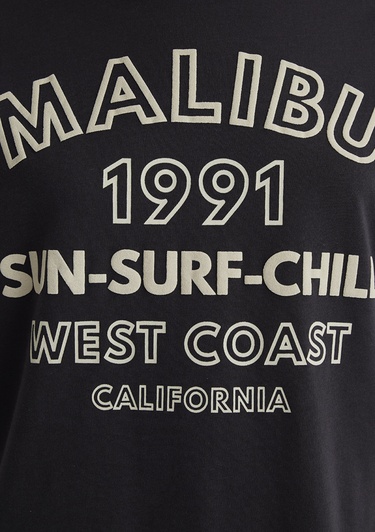 MALIBU
1991
SUN-SURF-CHILL
WEST COAST
CALIFORNIA